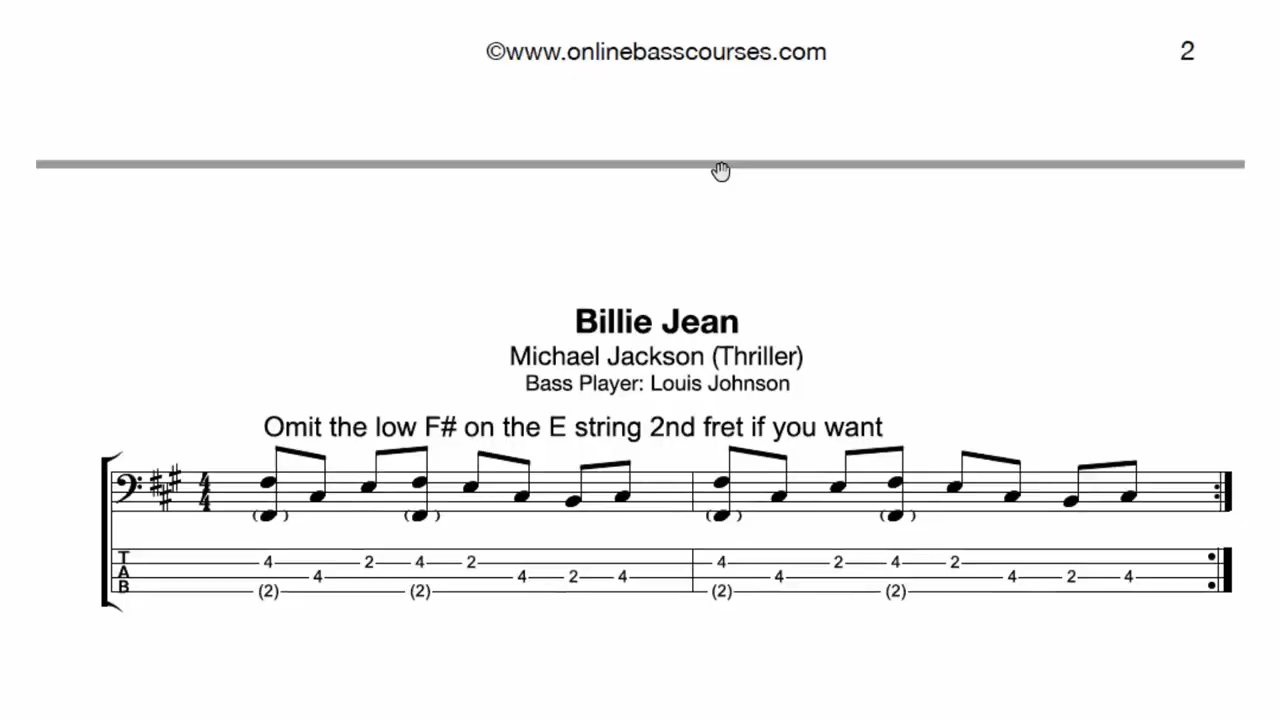 ©www.onlinebasscourses.com 2
Billie Jean
Michael Jackson (Thriller)
Bass Player: Louis Johnson
Omit the low F# on the E string 2nd fret if you want
4 4
( ) ( ) ( ) ( )
T 4 2 4 2 4 2 4 2
A 4 4 2 4 4 4 2 4
B (2) (2) (2) (2)